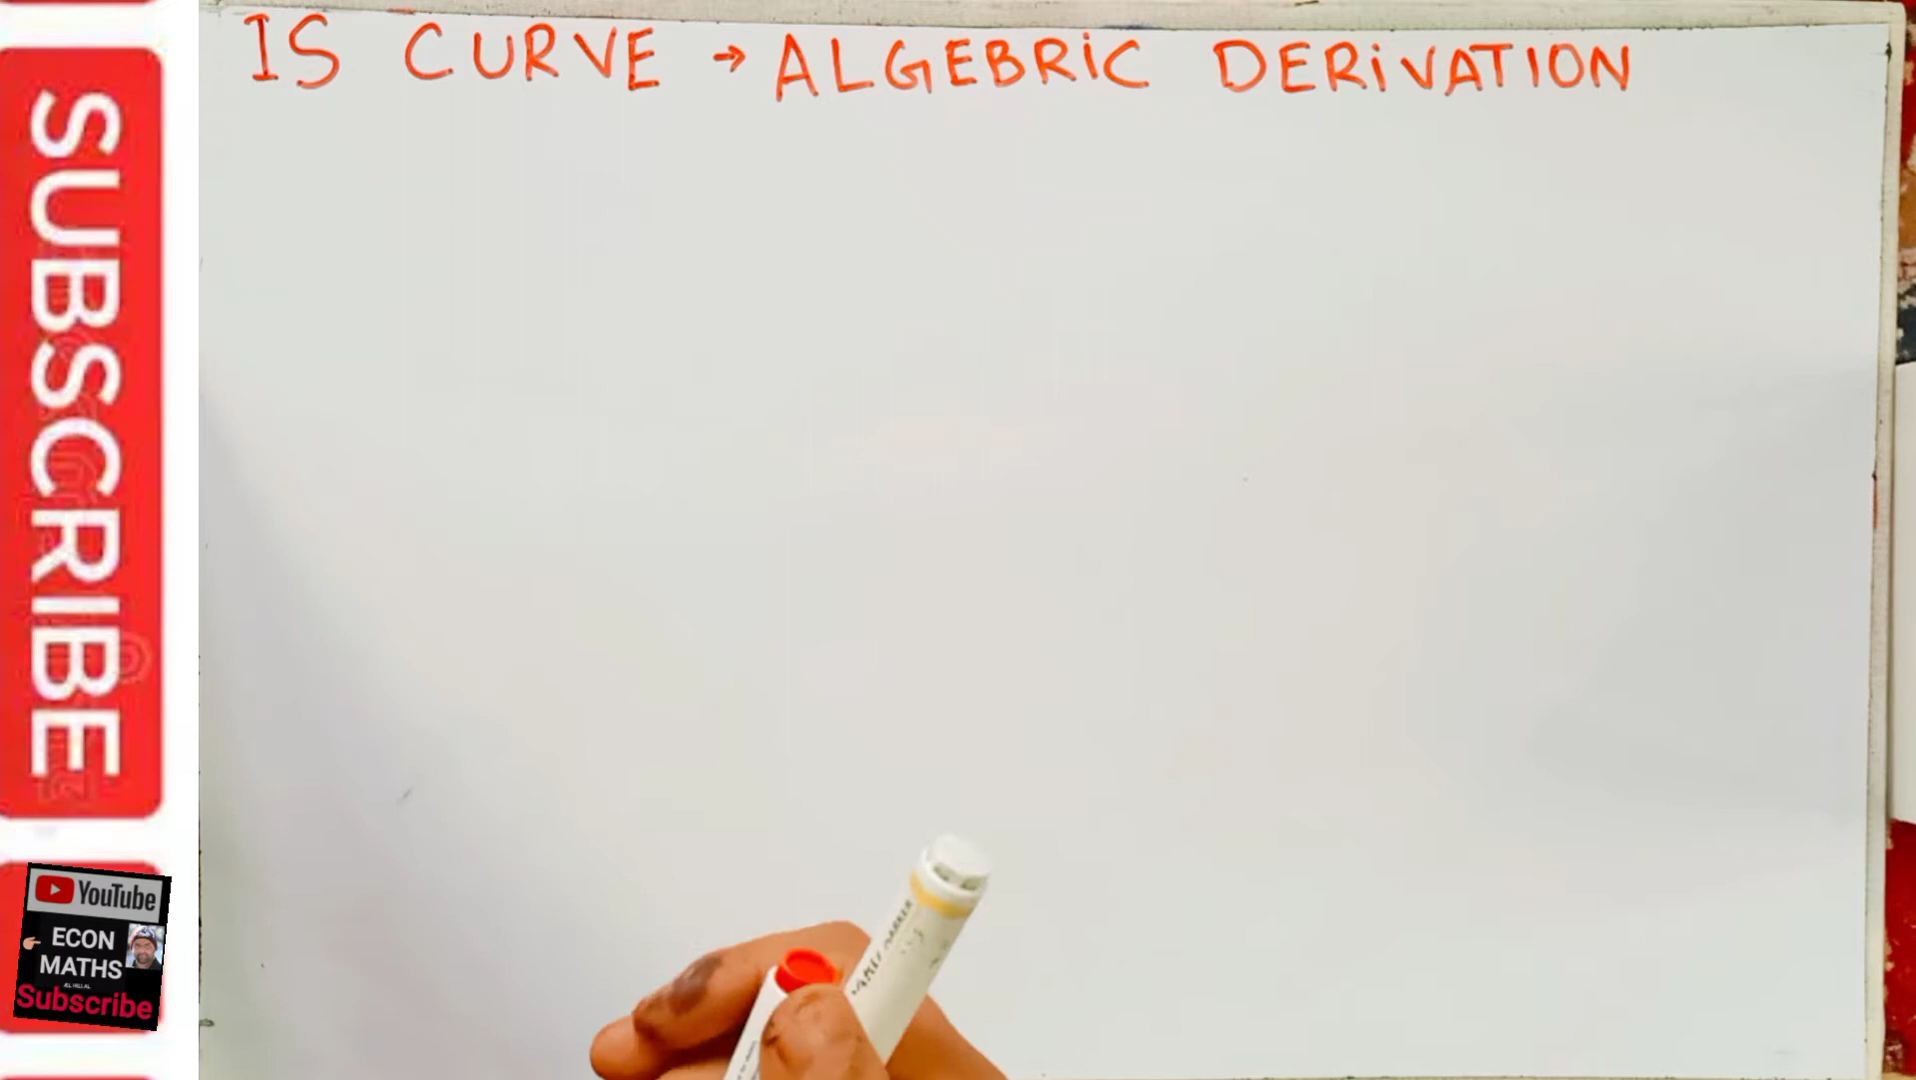 IS CURVE → ALGEBRIC DERIVATION
SUBSCRIBE
YouTube
ECON
MATHS
Subscribe